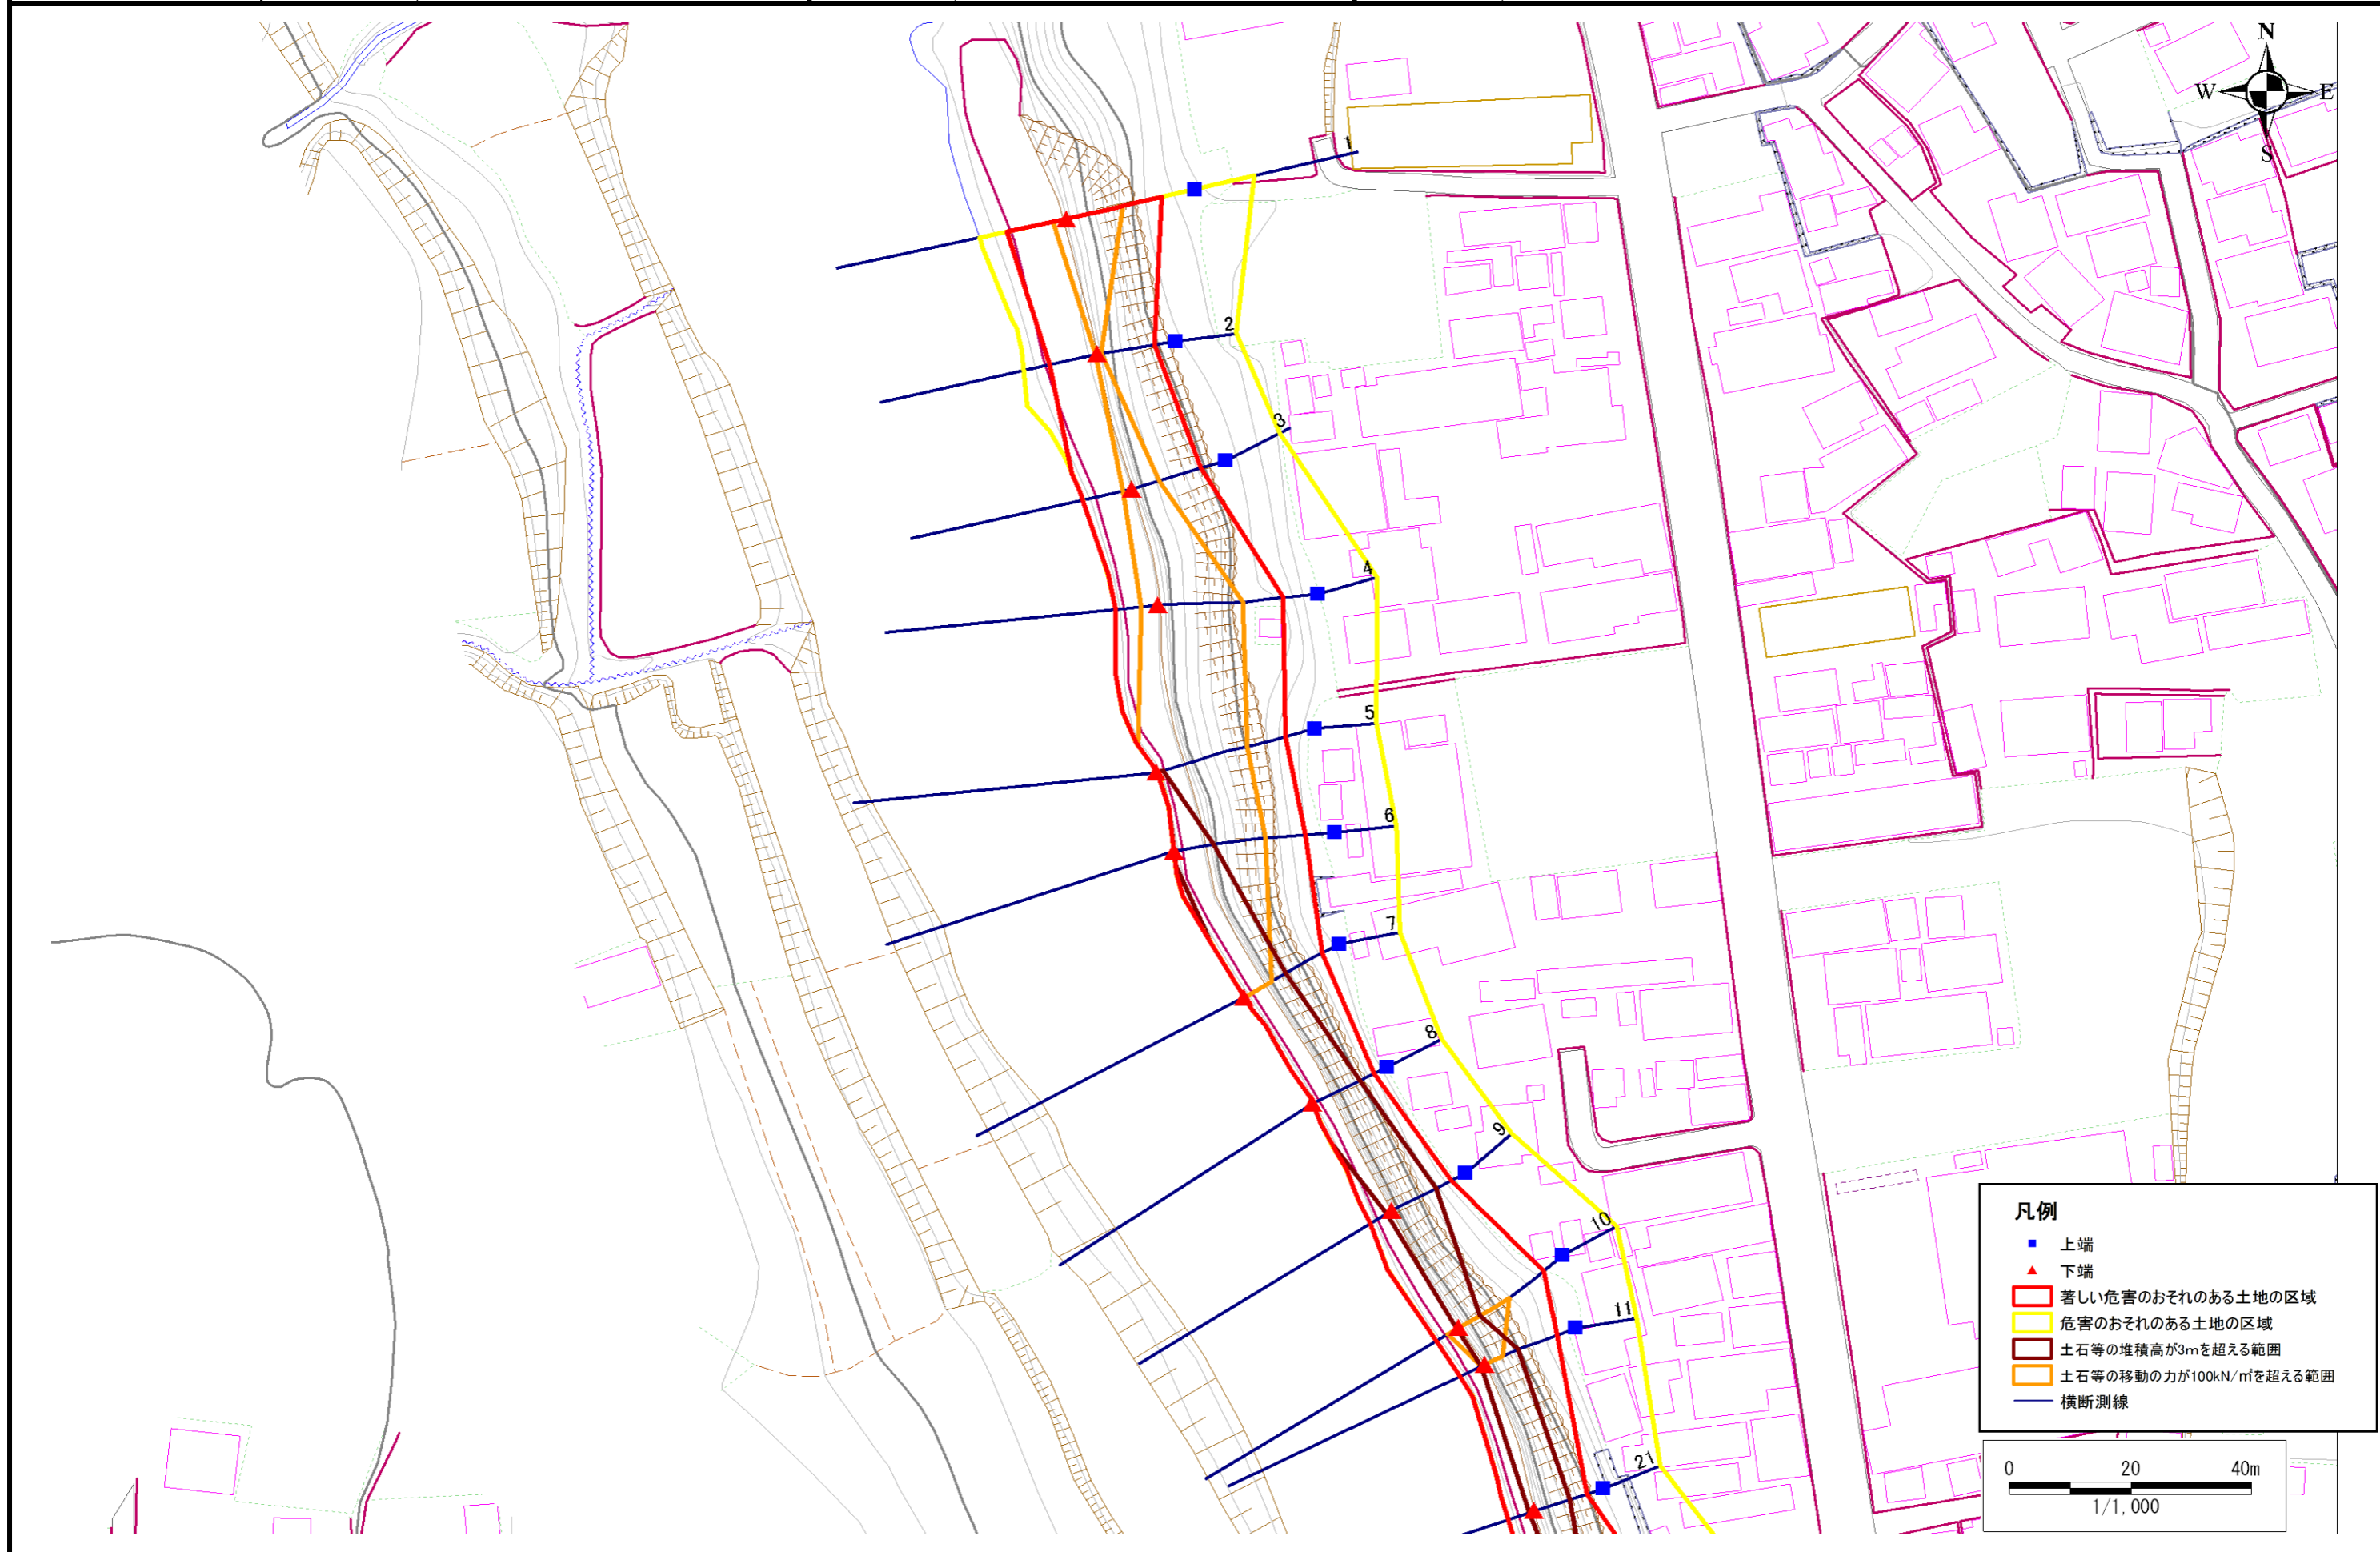 N
W E
S
1
2
3
4
5
6
7
8
9
10
11
21
凡例
上端
下端
著しい危害のおそれのある土地の区域
危害のおそれのある土地の区域
土石等の堆積高が3mを超える範囲
土石等の移動の力が100kN/㎡を超える範囲
横断測線
0 20 40m
1/1,000